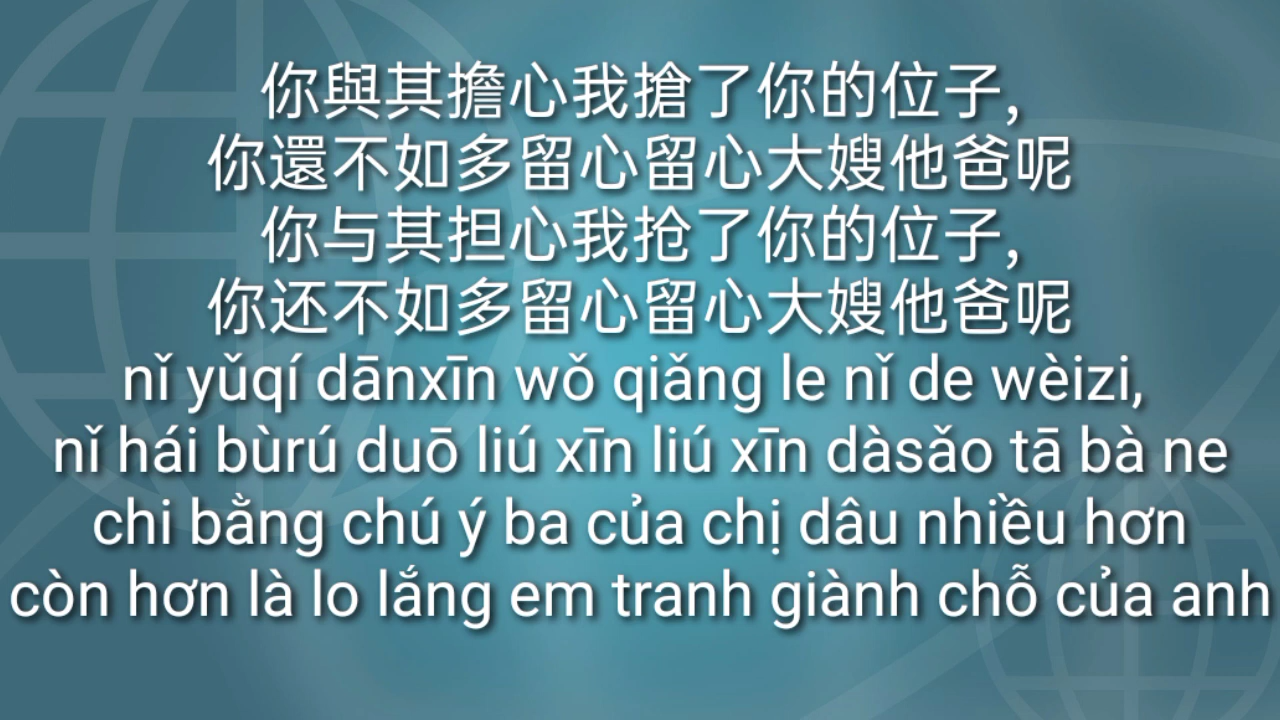 你與其擔心我搶了你的位子,
你還不如多留心留心大嫂他爸呢
你与其担心我抢了你的位子,
你还不如多留心留心大嫂他爸呢
nǐ yǔqí dānxīn wǒ qiǎng le nǐ de wèizi,
nǐ hái bùrú duō liú xīn liú xīn dàsǎo tā bà ne
chi bằng chú ý ba của chị dâu nhiều hơn
còn hơn là lo lắng em tranh giành chỗ của anh